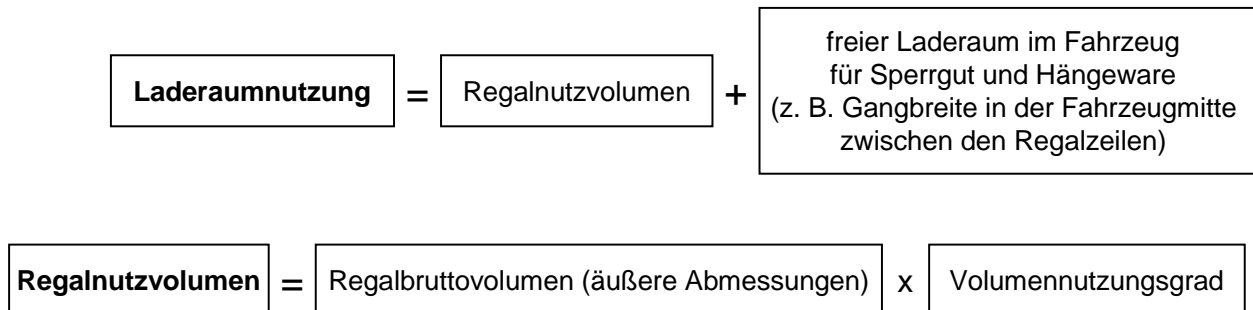 Laderaumnutzung = Regalnutzvolumen + freier Laderaum im Fahrzeug
für Sperrgut und Hängeware
(z. B. Gangbreite in der Fahrzeugmitte
zwischen den Regalzeilen)
Regalnutzvolumen = Regalbruttovolumen (äußere Abmessungen) x Volumennutzungsgrad